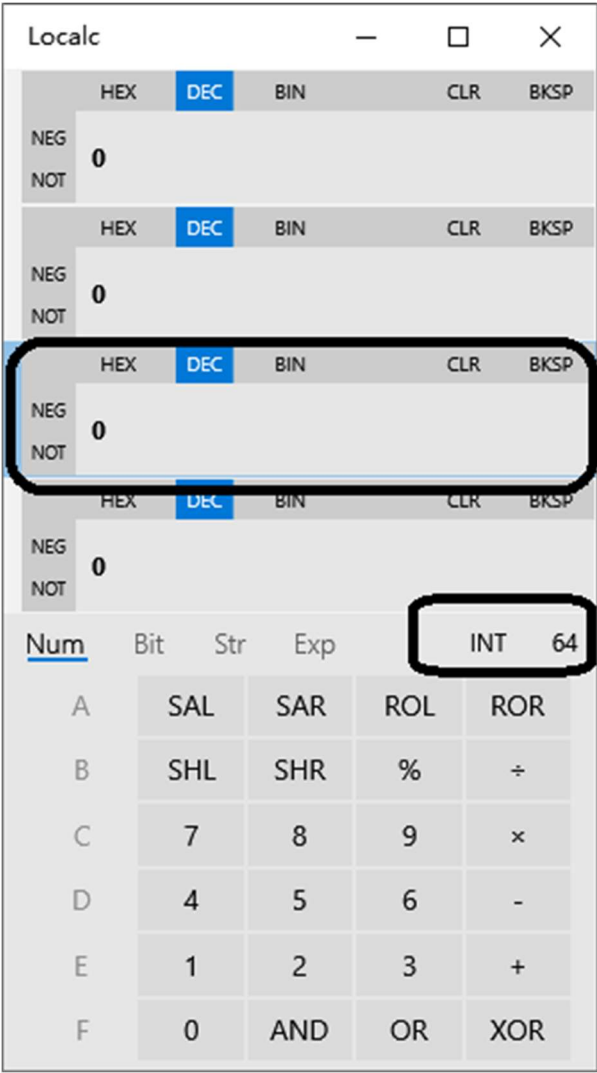 Localc
HEX DEC BIN CLR BKSP
NEG
0
NOT
HEX DEC BIN CLR BKSP
NEG
0
NOT
HEX DEC BIN CLR BKSP
NEG
0
NOT
HEX DEC BIN CLR BKSP
NEG
0
NOT
Num Bit Str Exp INT 64
A SAL SAR ROL ROR
B SHL SHR % ÷
C 7 8 9 ×
D 4 5 6 -
E 1 2 3 +
F 0 AND OR XOR